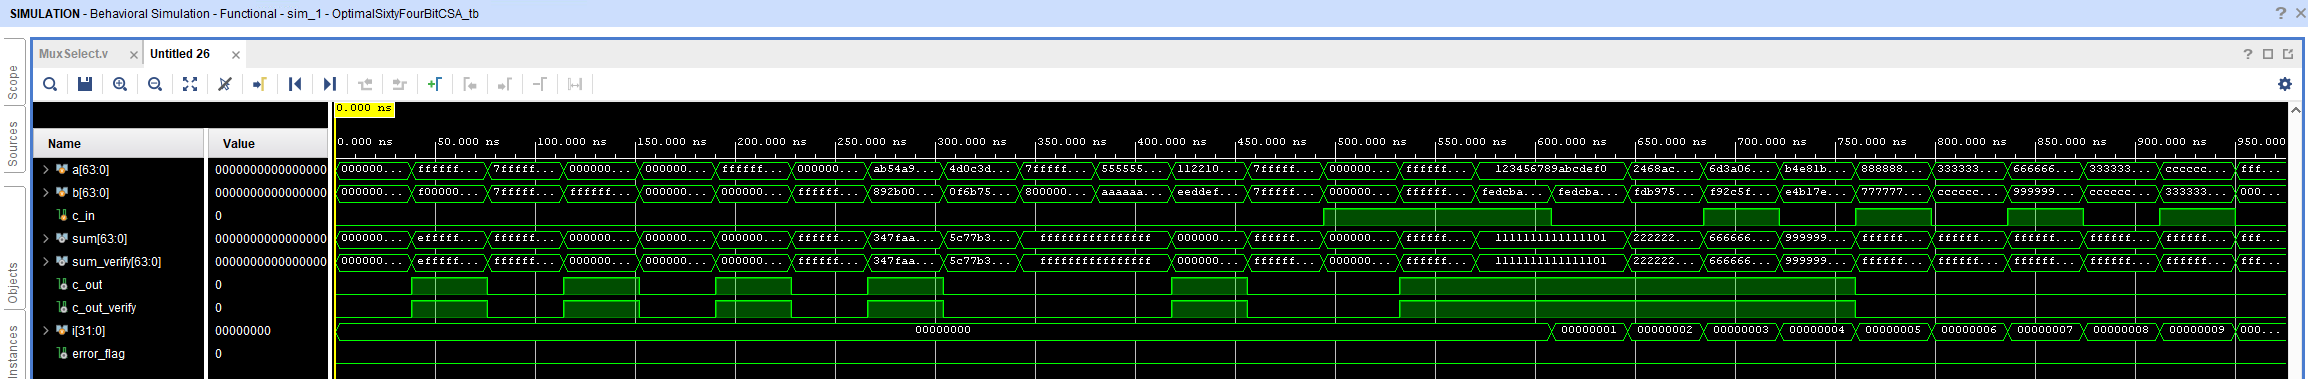 SIMULATION - Behavioral Simulation - Functional - sim_1 - OptimalSixtyFourBitCSA_tb ? ×
Scope
Sources
Objects
Instances
MuxSelect.v × Untitled 26 ×
0.000 ns
Name Value
0.000 ns 50.000 ns 100.000 ns 150.000 ns 200.000 ns 250.000 ns 300.000 ns 350.000 ns 400.000 ns 450.000 ns 500.000 ns 550.000 ns 600.000 ns 650.000 ns 700.000 ns 750.000 ns 800.000 ns 850.000 ns 900.000 ns 950.000
a[63:0] 0000000000000000 000000... ffffff... 7fffff... 000000... 000000... ffffff... 000000... ab54a9... 4d0c3d... 7fffff... 555555... 112210... 7fffff... 000000... ffffff... 123456789abcdef0 2468ac... 6d3a06... b4e81b... 888888... 333333... 666666... 333333... cccccc... fff...
b[63:0] 0000000000000000 000000... f00000... 7fffff... ffffff... 000000... 000000... ffffff... 892b00... 0f6b75... 800000... aaaaaa... eeddef... 7fffff... 000000... ffffff... fedcba... fedcba... fdb975... f92c5f... e4b17e... 777777... cccccc... 999999... cccccc... 333333... 000...
c_in 0
sum[63:0] 0000000000000000 000000... efffff... ffffff... 000000... 000000... 000000... ffffff... 347faa... 5c77b3... ffffffffffffffff 000000... ffffff... 000000... ffffff... 1111111111111101 222222... 666666... 999999... ffffff... ffffff... ffffff... ffffff... ffffff... fff...
sum_verify[63:0] 0000000000000000 000000... efffff... ffffff... 000000... 000000... 000000... ffffff... 347faa... 5c77b3... ffffffffffffffff 000000... ffffff... 000000... ffffff... 1111111111111101 222222... 666666... 999999... ffffff... ffffff... ffffff... ffffff... ffffff... fff...
c_out 0
c_out_verify 0
i[31:0] 00000000 00000000 00000001 00000002 00000003 00000004 00000005 00000006 00000007 00000008 00000009 000...
error_flag 0